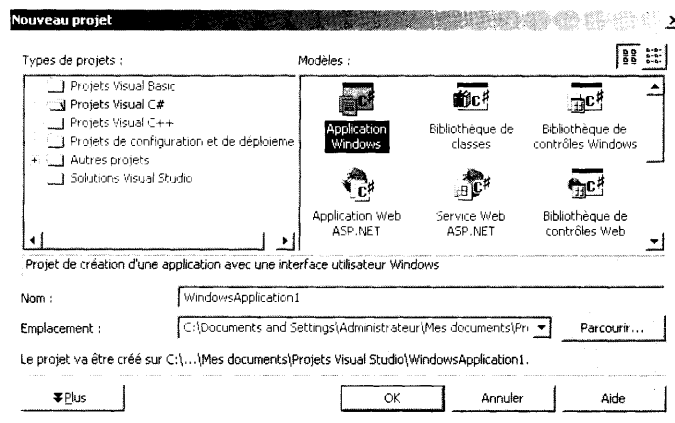 Nouveau projet
Types de projets :
Modèles :
Projets Visual Basic
Projets Visual C#
Projets Visual C++
Projets de configuration et de déploieme
Autres projets
Solutions Visual Studio
Application Windows
Bibliothèque de classes
Bibliothèque de contrôles Windows
Application Web ASP.NET
Service Web ASP.NET
Bibliothèque de contrôles Web
Projet de création d'une application avec une interface utilisateur Windows
Nom :
WindowsApplication1
Emplacement :
C:\Documents and Settings\Administrateur\Mes documents\Pri
Parcourir...
Le projet va être créé sur C:\...\Mes documents\Projets Visual Studio\WindowsApplication1.
Plus
OK
Annuler
Aide